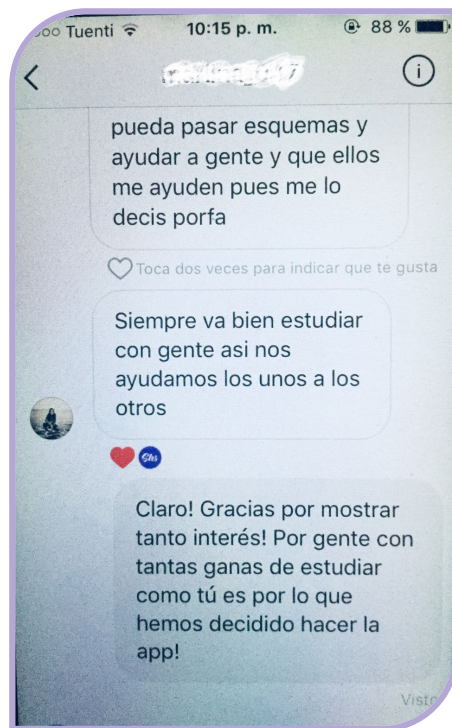 Tuenti 10:15 p. m. 88 %
pueda pasar esquemas y
ayudar a gente y que ellos
me ayuden pues me lo
decis porfa
Toca dos veces para indicar que te gusta
Siempre va bien estudiar
con gente asi nos
ayudamos los unos a los
otros
Claro! Gracias por mostrar
tanto interés! Por gente con
tantas ganas de estudiar
como tú es por lo que
hemos decidido hacer la
app!
Visto